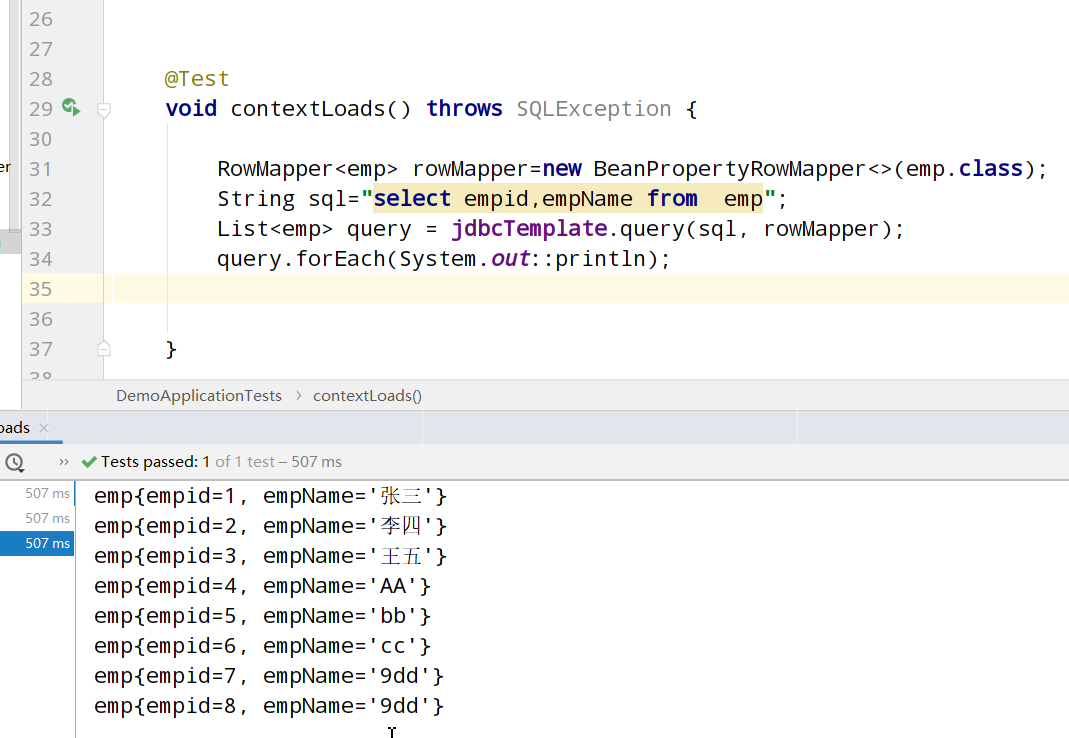 26
27
28 @Test
29 void contextLoads() throws SQLException {
30
er 31 RowMapper<emp> rowMapper=new BeanPropertyRowMapper<>(emp.class);
32 String sql="select empid,empName from  emp";
33 List<emp> query = jdbcTemplate.query(sql, rowMapper);
34 query.forEach(System.out::println);
35
36
37 }
38
DemoApplicationTests › contextLoads()
oads ×
›› Tests passed: 1 of 1 test – 507 ms
507 ms emp{empid=1, empName='张三'}
507 ms emp{empid=2, empName='李四'}
507 ms emp{empid=3, empName='王五'}
emp{empid=4, empName='AA'}
emp{empid=5, empName='bb'}
emp{empid=6, empName='cc'}
emp{empid=7, empName='9dd'}
emp{empid=8, empName='9dd'}